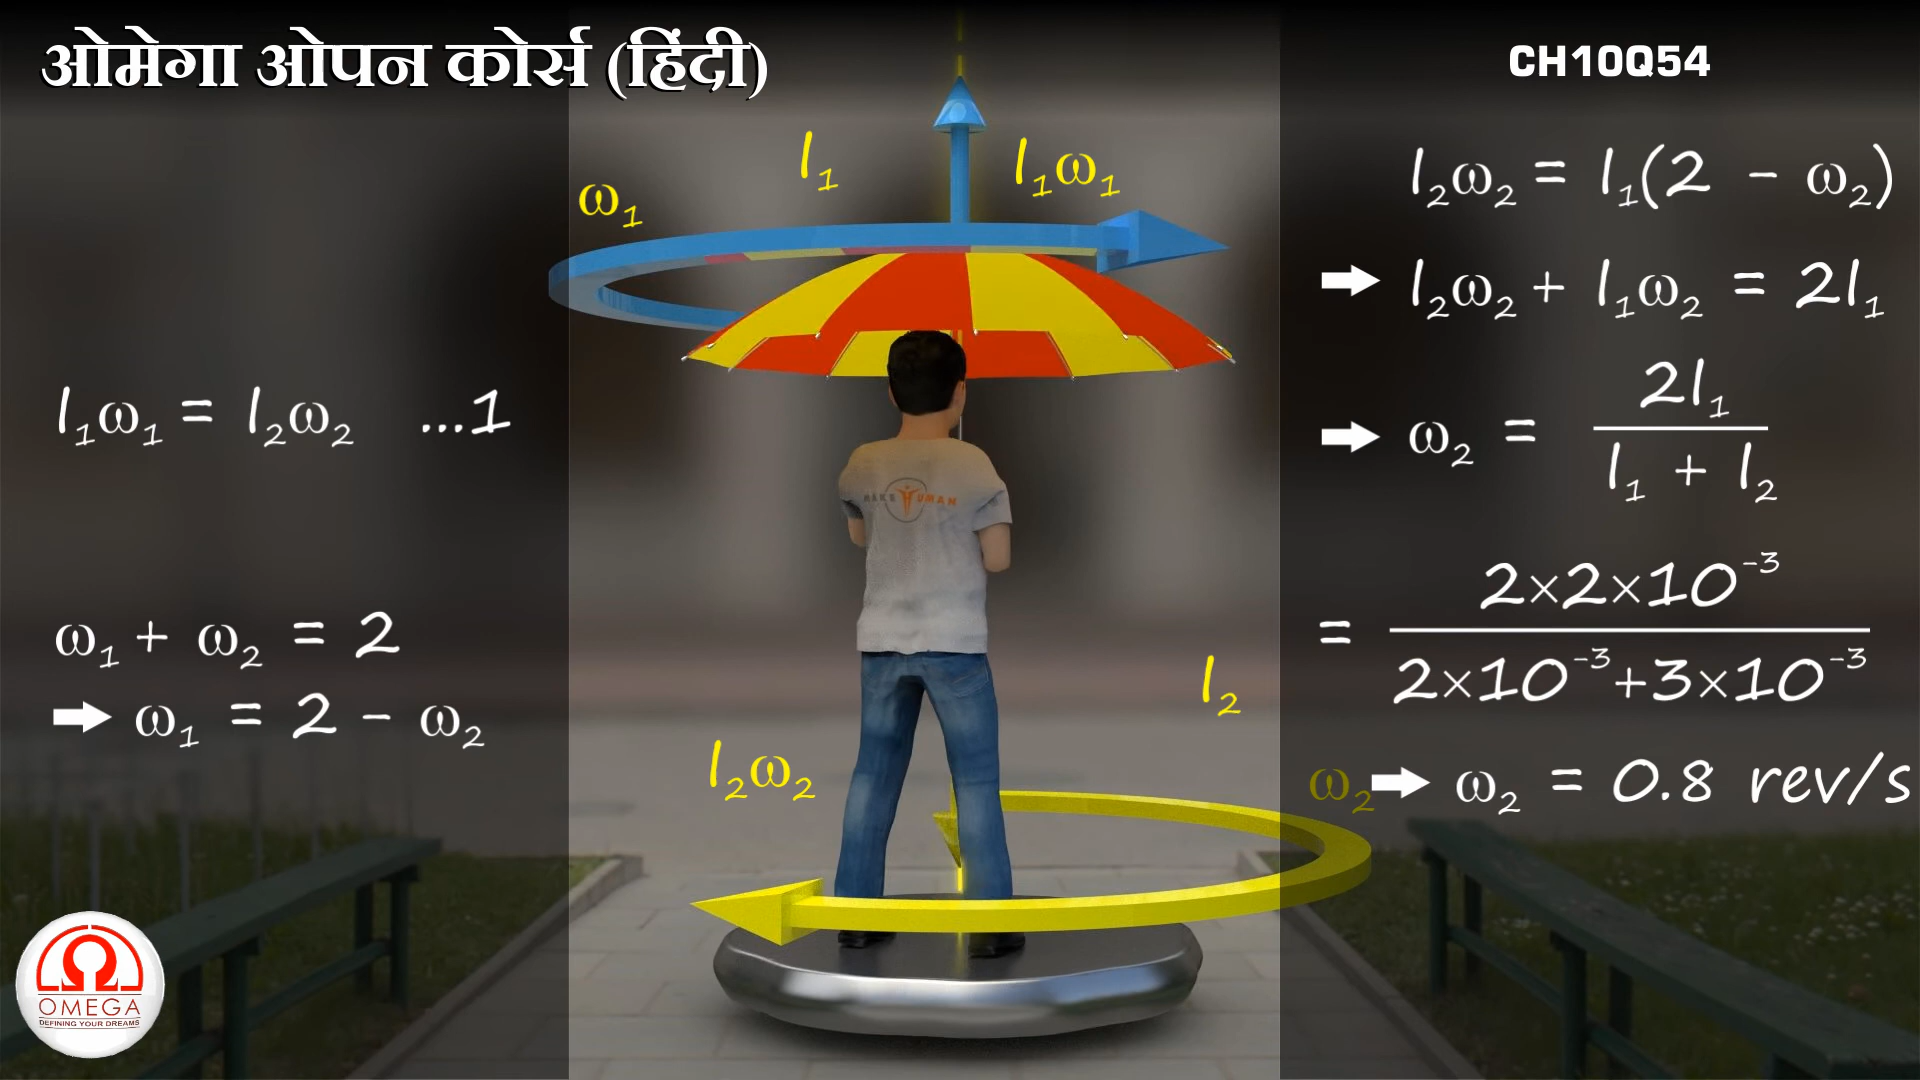 ओमेगा ओपन कोर्स (हिंदी)
CH10Q54
I₁ω₁ = I₂ω₂ ...1
ω₁ + ω₂ = 2
➡ ω₁ = 2 - ω₂
ω₁
I₁
I₁ω₁
MAKE HUMAN
I₂
I₂ω₂
ω₂
I₂ω₂ = I₁(2 - ω₂)
➡ I₂ω₂ + I₁ω₂ = 2I₁
➡ ω₂ = 2I₁ / I₁ + I₂
= 2×2×10⁻³ / 2×10⁻³+3×10⁻³
➡ ω₂ = 0.8 rev/s
OMEGA
DEFINING YOUR DREAMS